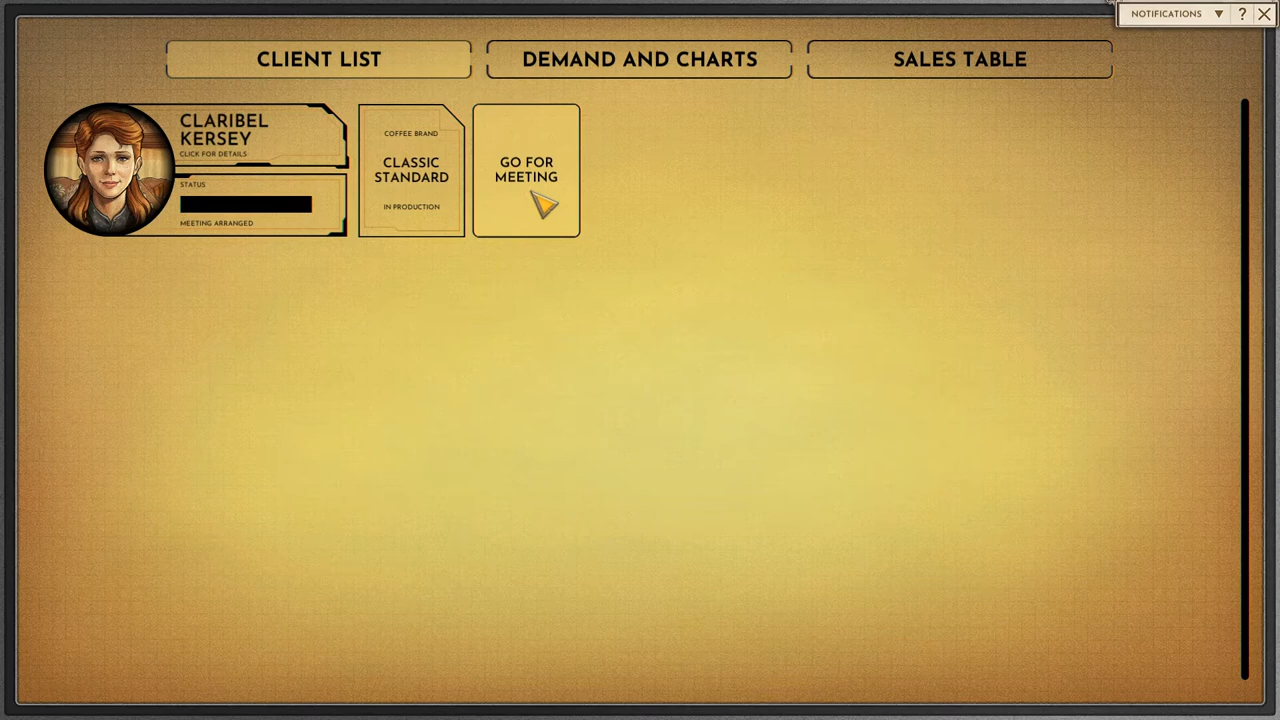 NOTIFICATIONS ▼ ?
CLIENT LIST
DEMAND AND CHARTS
SALES TABLE
CLARIBEL
KERSEY
CLICK FOR DETAILS
STATUS
MEETING ARRANGED
COFFEE BRAND
CLASSIC
STANDARD
IN PRODUCTION
GO FOR
MEETING